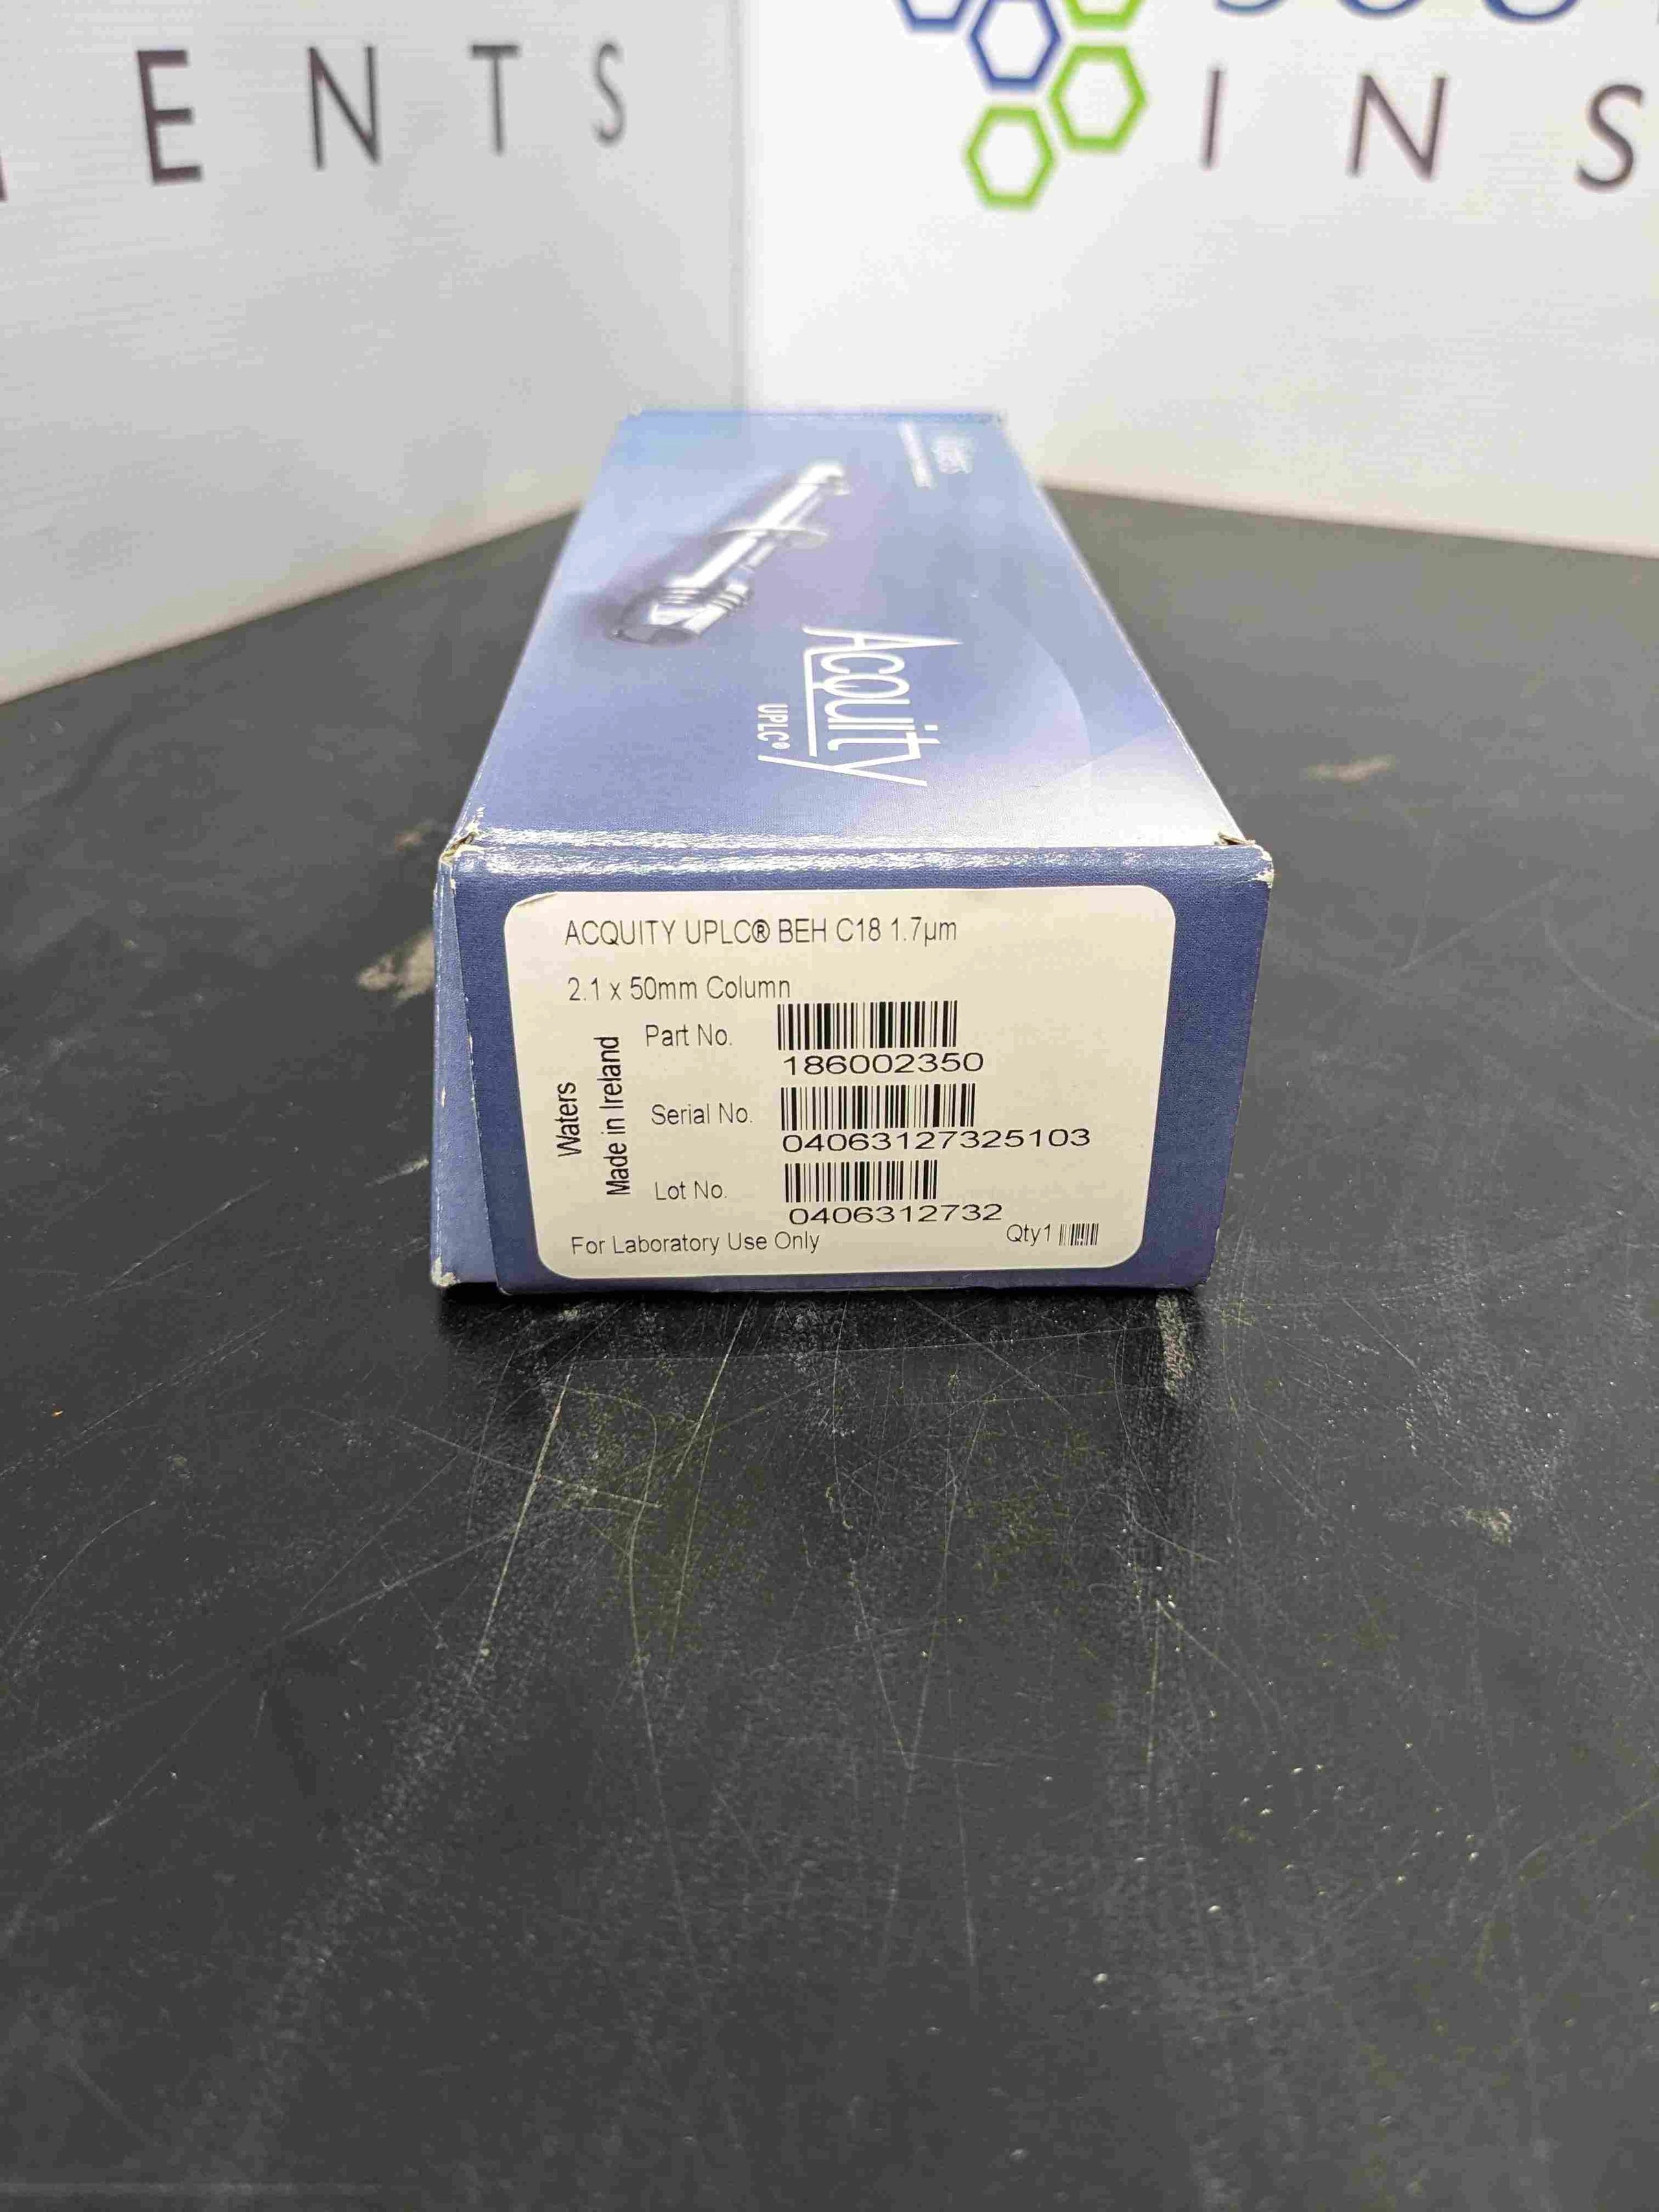 ENTS
INS
Acquity
UPLC®
ACQUITY UPLC® BEH C18 1.7µm
2.1 x 50mm Column
Waters
Made in Ireland
Part No.
186002350
Serial No.
04063127325103
Lot No.
0406312732
For Laboratory Use Only
Qty1